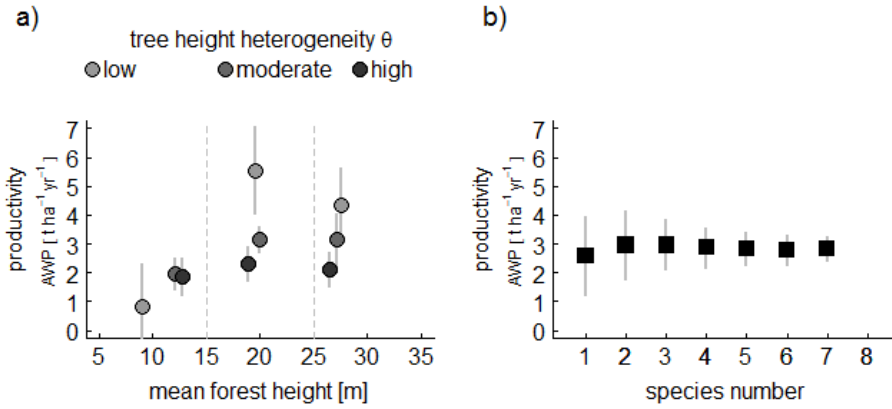 a)
tree height heterogeneity θ
low moderate high
productivity
AWP [ t ha⁻¹ yr⁻¹ ]
7
6
5
4
3
2
1
0
5 10 15 20 25 30 35
mean forest height [m]
b)
productivity
AWP [ t ha⁻¹ yr⁻¹ ]
7
6
5
4
3
2
1
0
1 2 3 4 5 6 7 8
species number